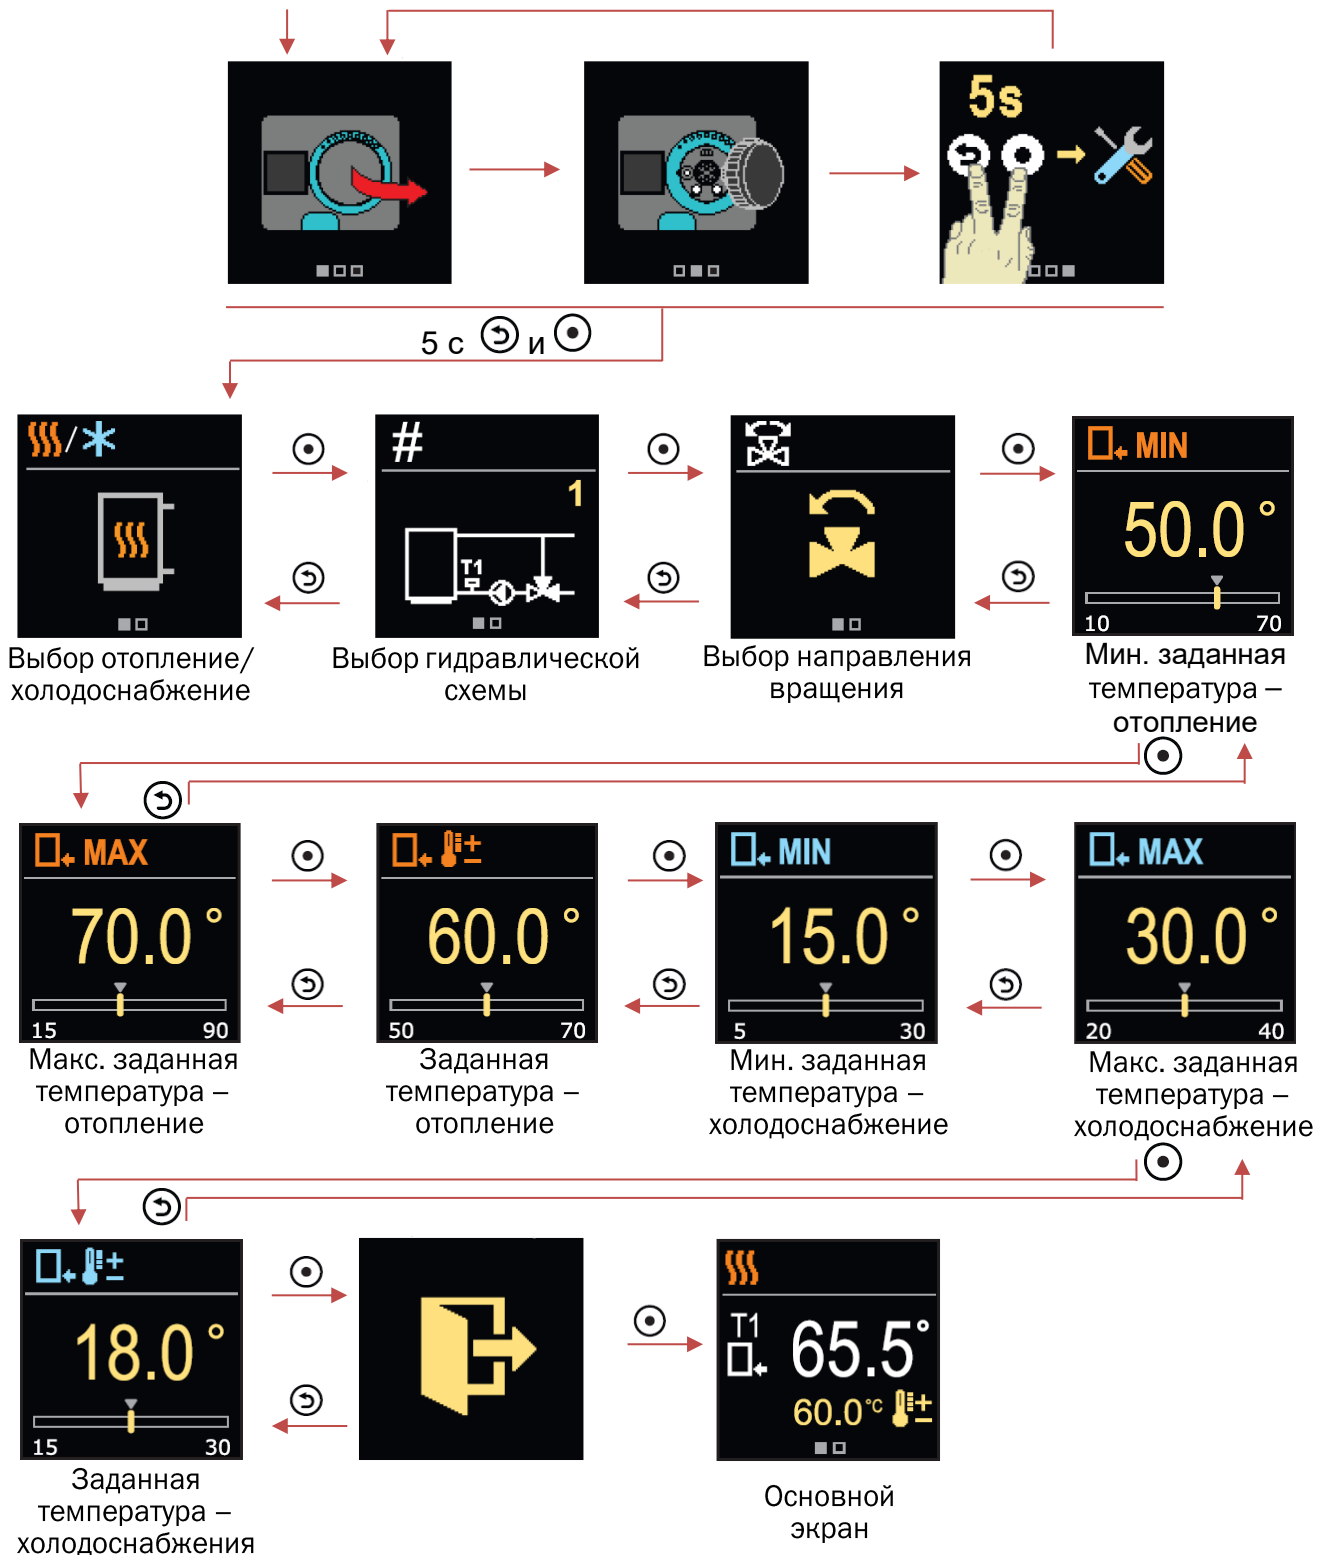 5s
5 с и
#
1
T1
MIN
50.0°
10 70
Выбор отопление/
холодоснабжение
Выбор гидравлической
схемы
Выбор направления
вращения
Мин. заданная
температура –
отопление
MAX
70.0°
15 90
±
60.0°
50 70
MIN
15.0°
5 30
MAX
30.0°
20 40
Макс. заданная
температура –
отопление
Заданная
температура –
отопление
Мин. заданная
температура –
холодоснабжение
Макс. заданная
температура –
холодоснабжение
±
18.0°
15 30
T1
65.5°
60.0°C ±
Заданная
температура –
холодоснабжения
Основной
экран